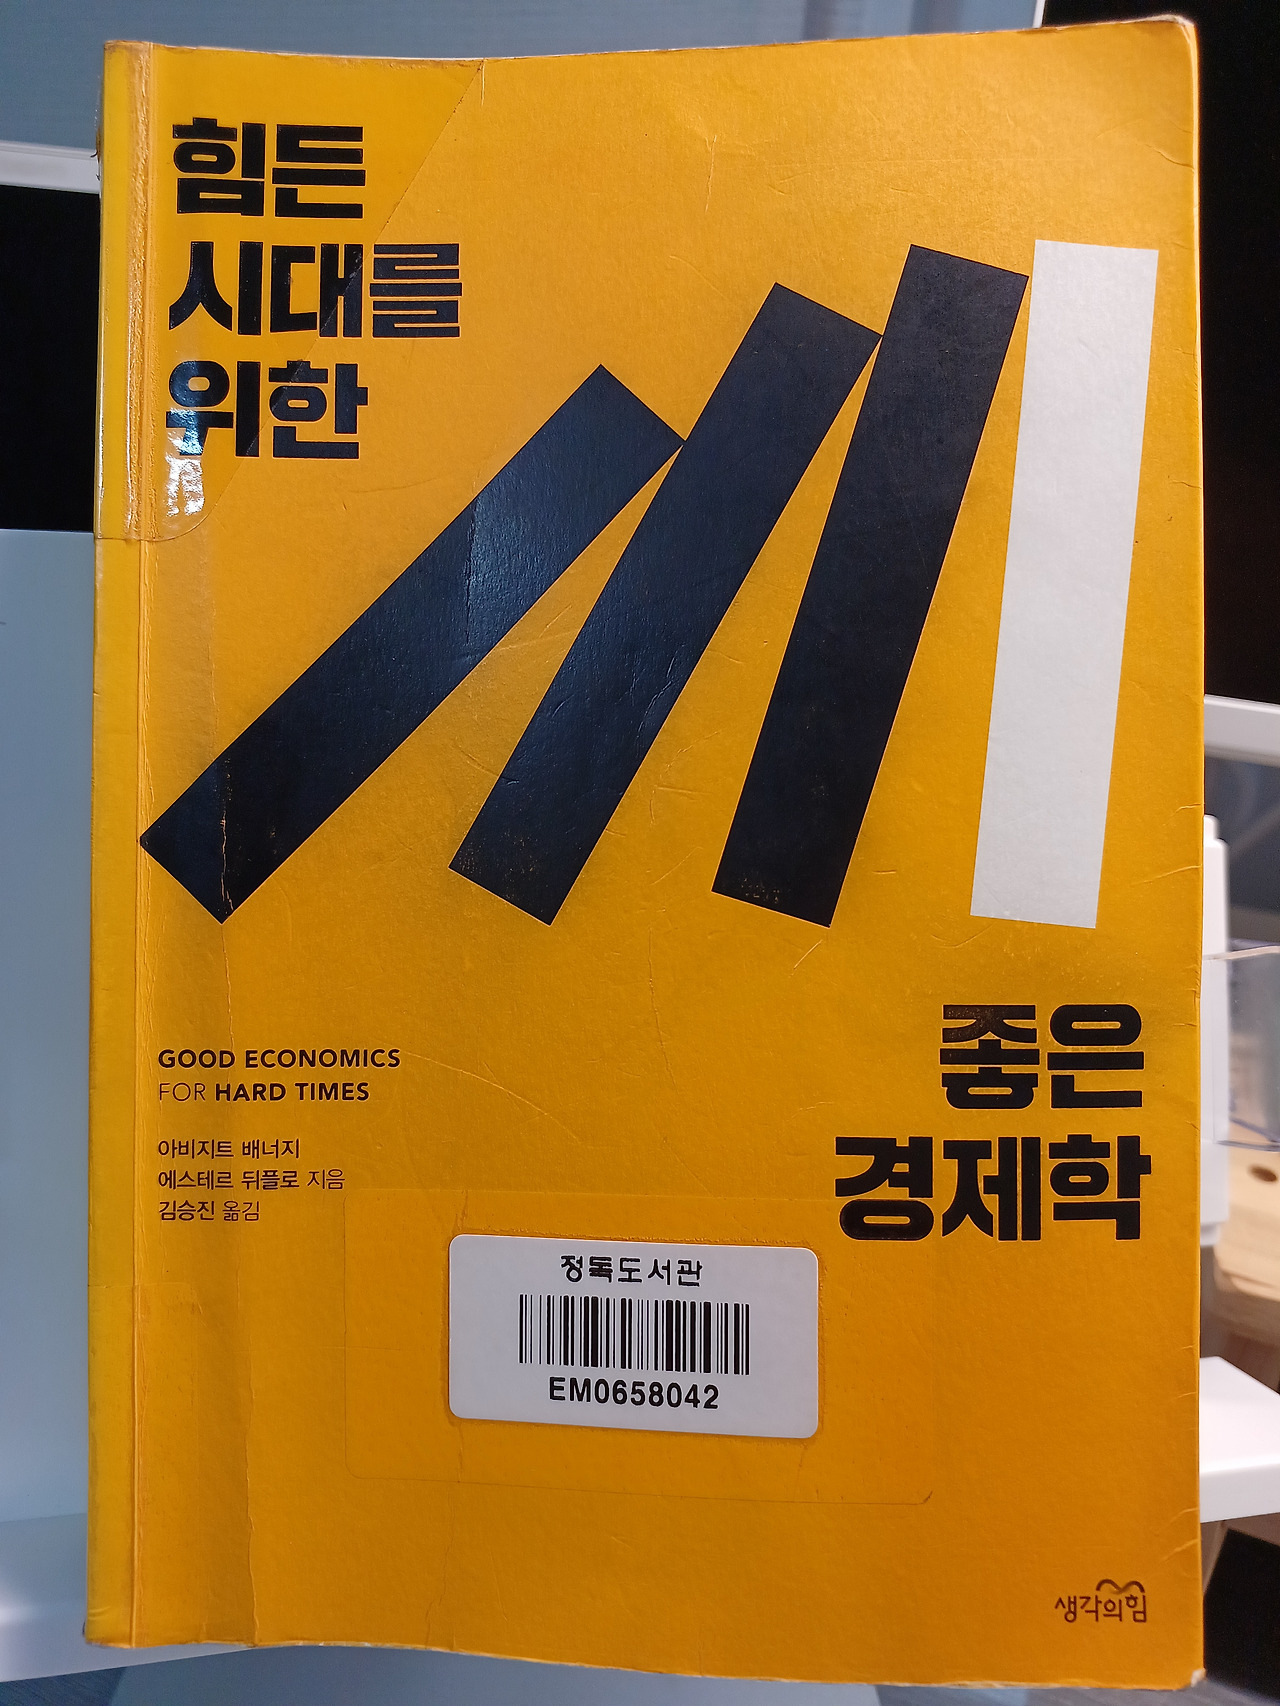 힘든
시대를
위한
좋은
경제학
GOOD ECONOMICS
FOR HARD TIMES
아비지트 배너지
에스테르 뒤플로 지음
김승진 옮김
정독도서관
EM0658042
생각의힘